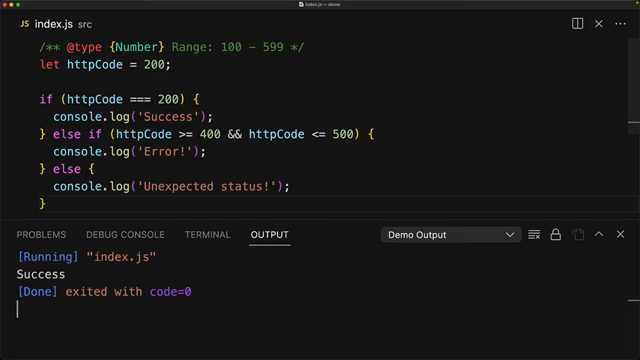 index.js — demo
JS index.js src
/** @type {Number} Range: 100 - 599 */
let httpCode = 200;
if (httpCode === 200) {
console.log('Success');
} else if (httpCode >= 400 && httpCode <= 500) {
console.log('Error!');
} else {
console.log('Unexpected status!');
}
PROBLEMS DEBUG CONSOLE TERMINAL OUTPUT Demo Output
[Running] "index.js"
Success
[Done] exited with code=0